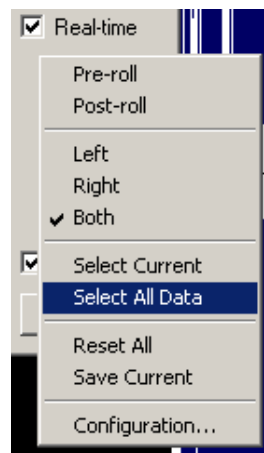 Real-time
Pre-roll
Post-roll
Left
Right
Both
Select Current
Select All Data
Reset All
Save Current
Configuration...